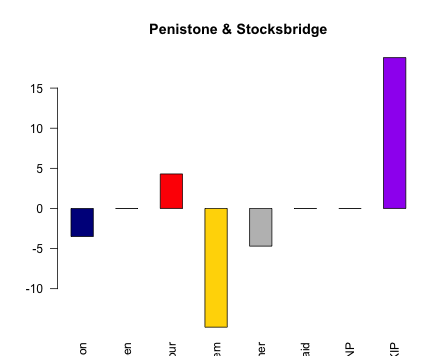 Penistone & Stocksbridge
15
10
5
0
-5
-10
on
en
our
em
her
aid
NP
KIP